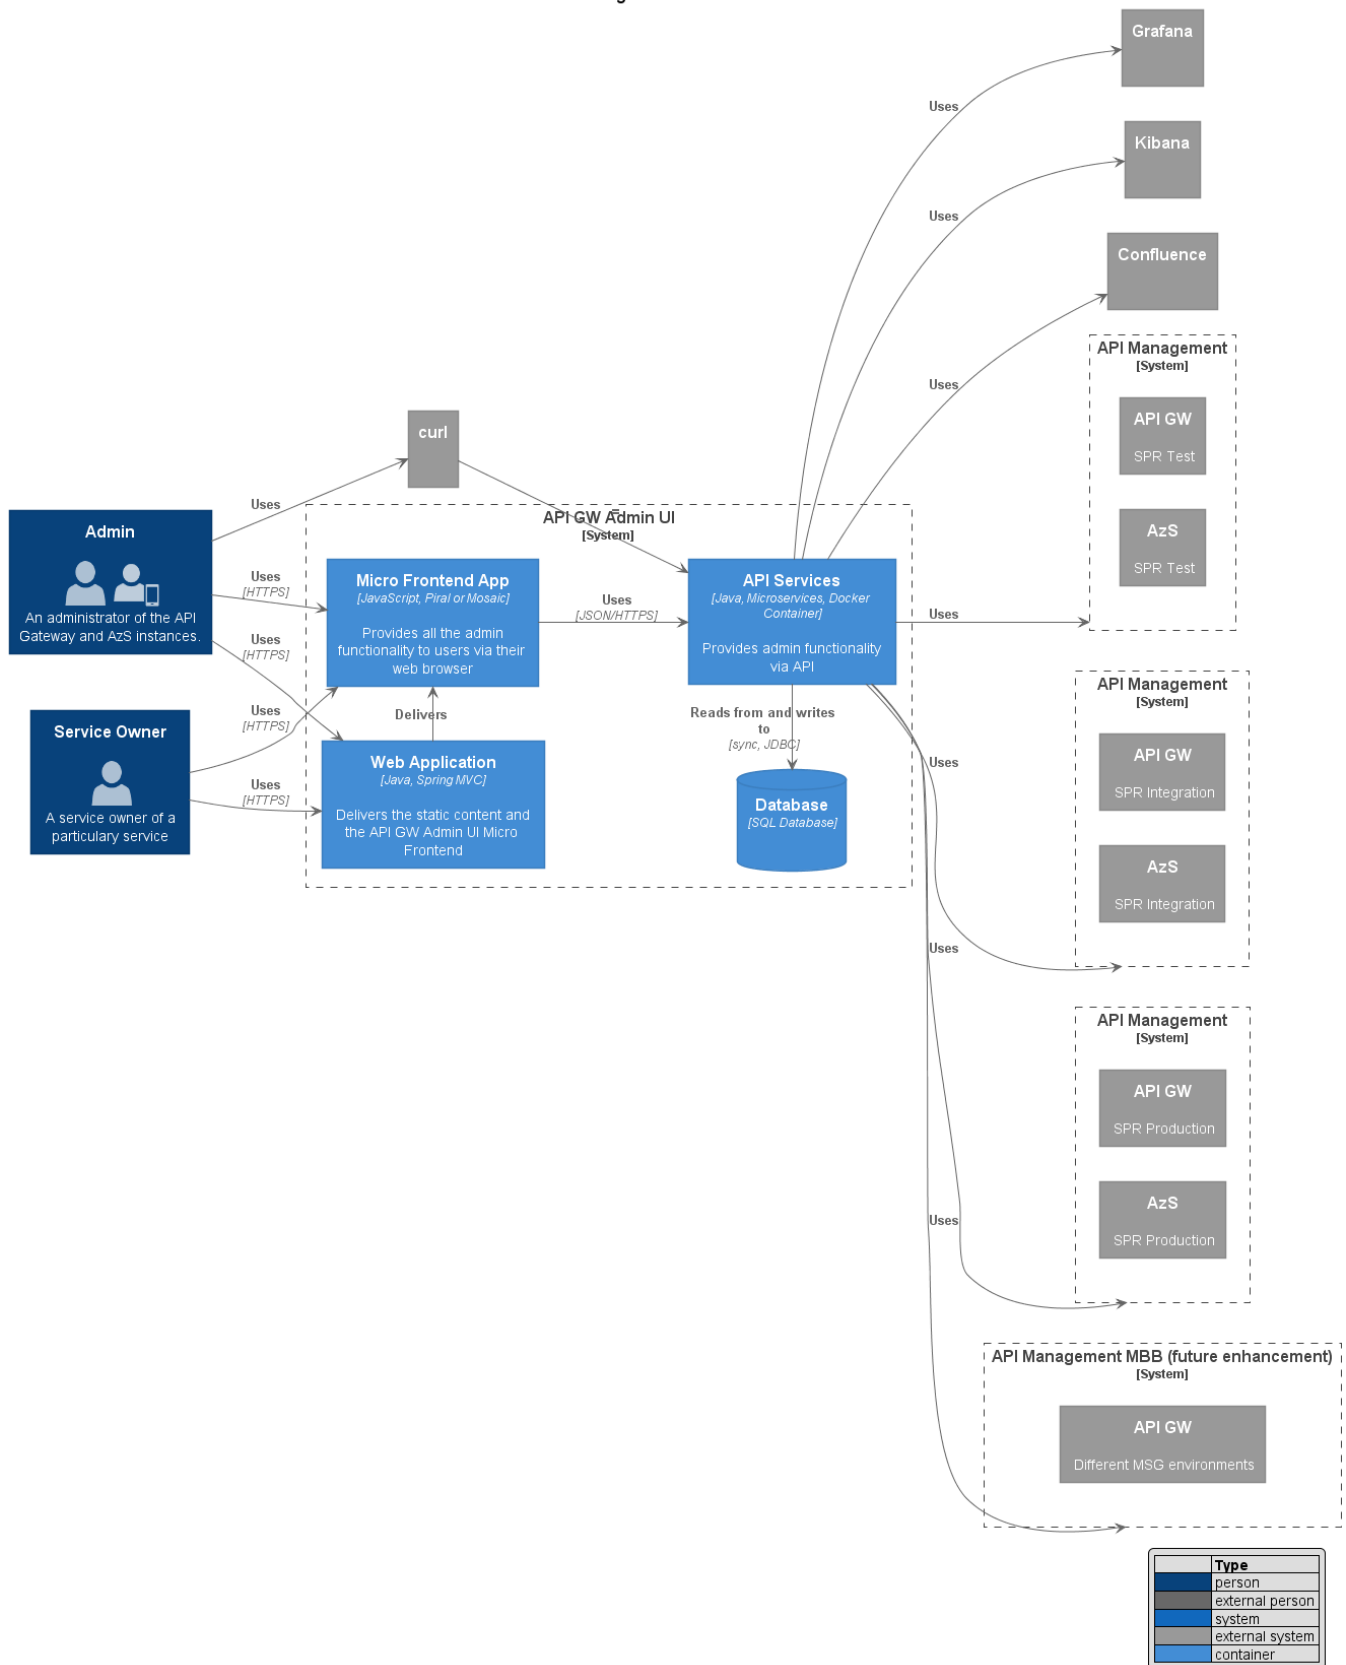 Grafana
Uses
Kibana
Uses
Confluence
Uses
API Management
[System]
API GW
SPR Test
AzS
SPR Test
curl
Uses
Admin
An administrator of the API
Gateway and AzS instances.
Uses
[HTTPS]
Uses
[HTTPS]
API GW Admin UI
[System]
Micro Frontend App
[JavaScript, Piral or Mosaic]
Provides all the admin
functionality to users via their
web browser
Uses
[JSON/HTTPS]
API Services
[Java, Microservices, Docker
Container]
Provides admin functionality
via API
Uses
Service Owner
A service owner of a
particulary service
Uses
[HTTPS]
Uses
[HTTPS]
Delivers
Web Application
[Java, Spring MVC]
Delivers the static content and
the API GW Admin UI Micro
Frontend
Reads from and writes
to
[sync, JDBC]
Database
[SQL Database]
Uses
API Management
[System]
API GW
SPR Integration
AzS
SPR Integration
Uses
API Management
[System]
API GW
SPR Production
AzS
SPR Production
Uses
API Management MBB (future enhancement)
[System]
API GW
Different MSG environments
Type
person
external person
system
external system
container